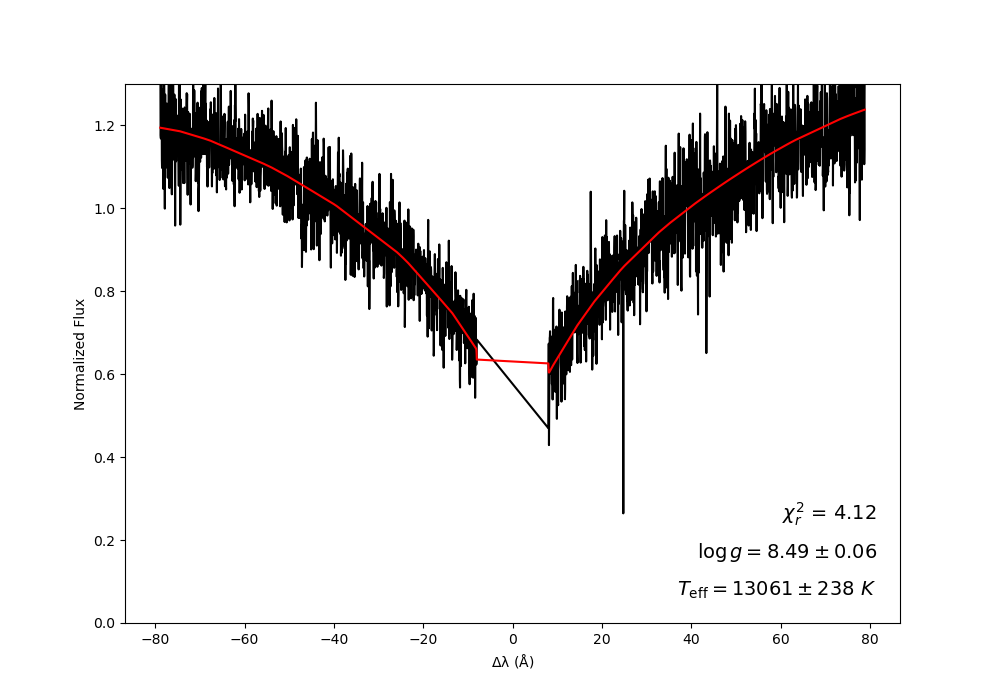 1.2
1.0
0.8
0.6
0.4
0.2
0.0
Normalized Flux
χ²ᵣ = 4.12
log g = 8.49 ± 0.06
T_eff = 13061 ± 238 K
−80 −60 −40 −20 0 20 40 60 80
Δλ (Å)